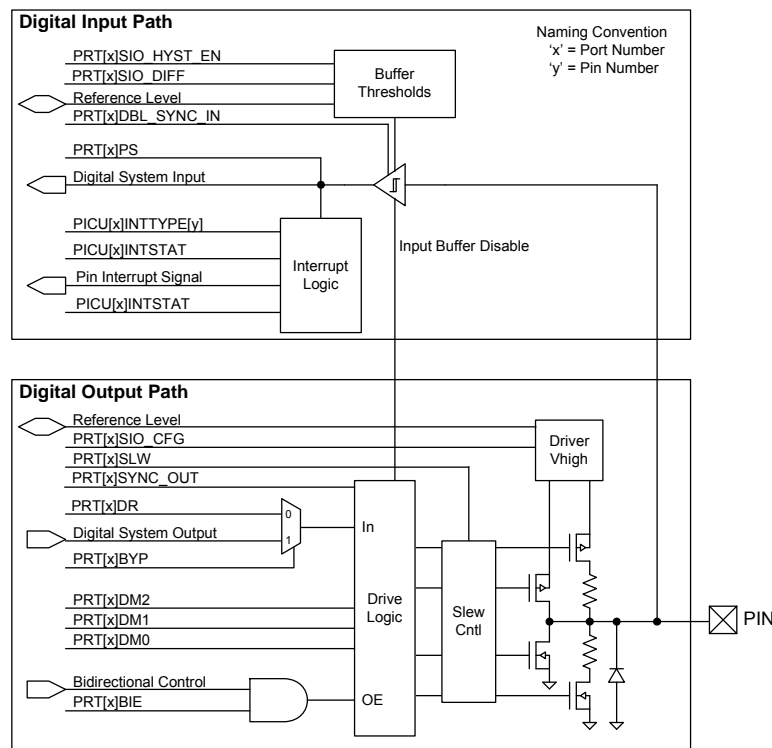 Digital Input Path
Naming Convention
'x' = Port Number
'y' = Pin Number
PRT[x]SIO_HYST_EN
PRT[x]SIO_DIFF
Reference Level
PRT[x]DBL_SYNC_IN
Buffer
Thresholds
PRT[x]PS
Digital System Input
PICU[x]INTTYPE[y]
PICU[x]INTSTAT
Pin Interrupt Signal
PICU[x]INTSTAT
Interrupt
Logic
Input Buffer Disable
Digital Output Path
Reference Level
PRT[x]SIO_CFG
PRT[x]SLW
PRT[x]SYNC_OUT
Driver
Vhigh
PRT[x]DR
Digital System Output
PRT[x]BYP
0
1
In
PRT[x]DM2
PRT[x]DM1
PRT[x]DM0
Drive
Logic
Slew
Cntl
PIN
Bidirectional Control
PRT[x]BIE
OE